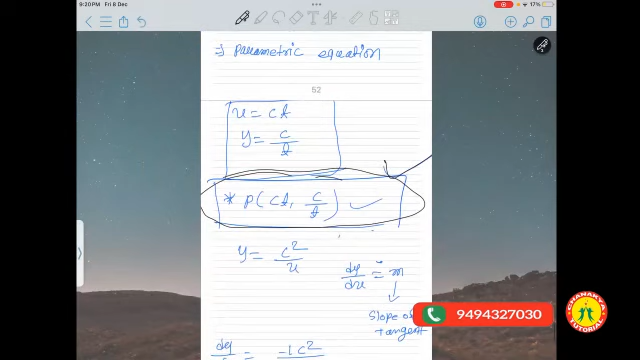 9:20 PM Fri 8 Dec
17%
⇒ Parametric equation
52
x = ct
y = c/t
* P(ct, c/t) ✓
y = c²/x
dy/dx = m
↓
Slope of
tangent
9494327030
CHANAKYA
TUTORIAL
dy = -1c²